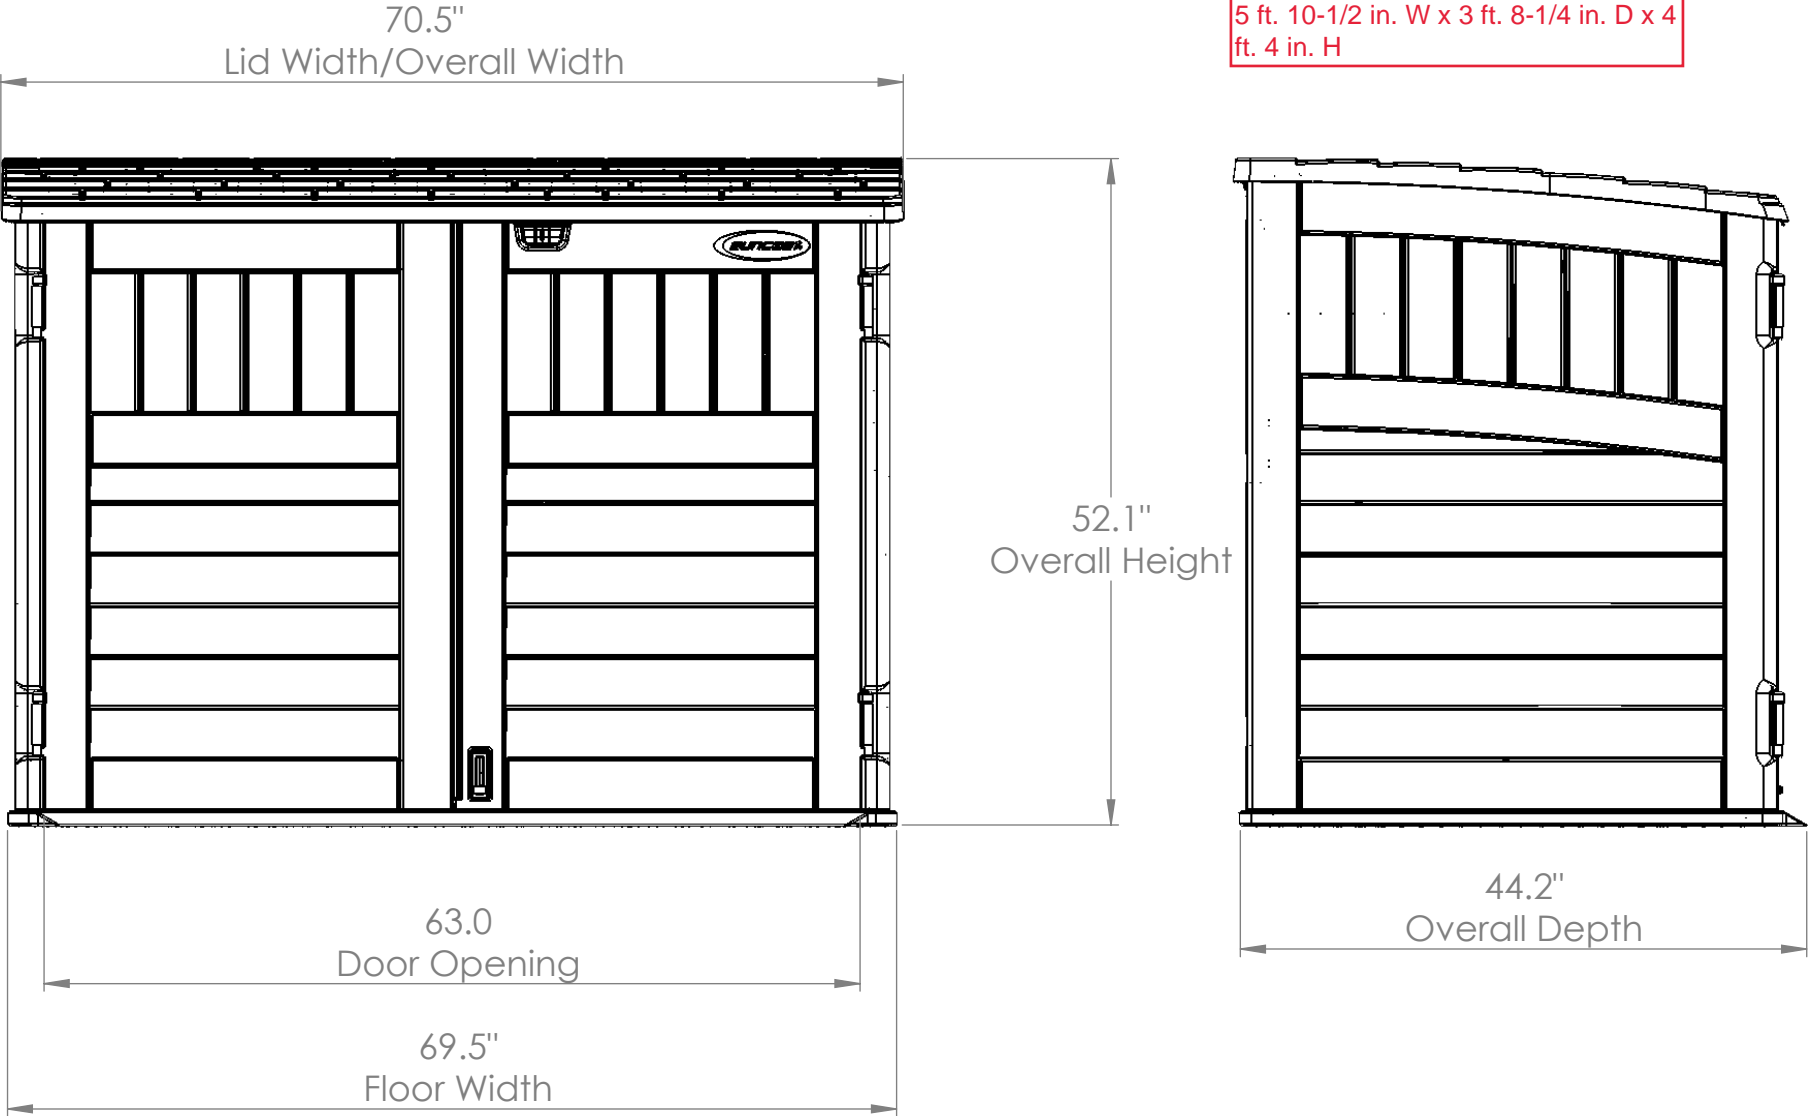 70.5"
Lid Width/Overall Width
5 ft. 10-1/2 in. W x 3 ft. 8-1/4 in. D x 4
ft. 4 in. H
SUNCAST
52.1"
Overall Height
63.0
Door Opening
44.2"
Overall Depth
69.5"
Floor Width